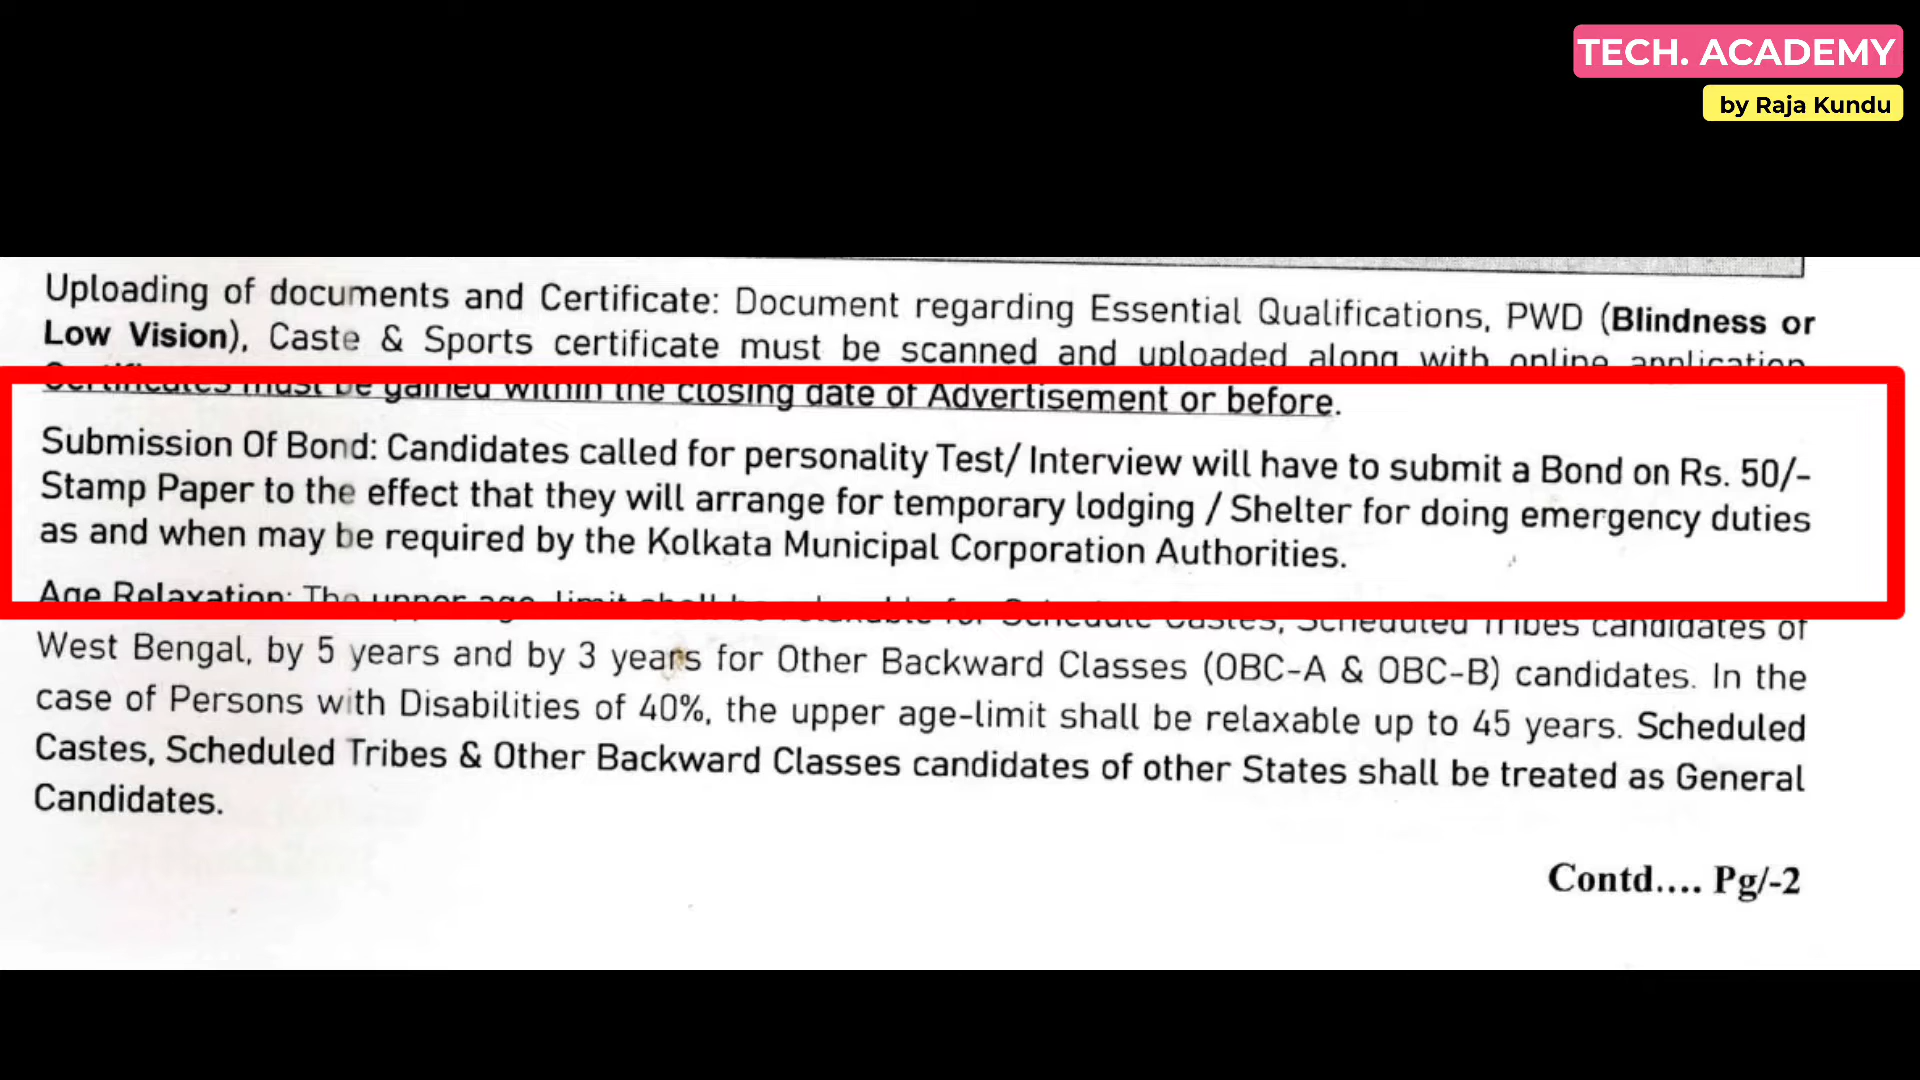 TECH. ACADEMY
by Raja Kundu
Uploading of documents and Certificate: Document regarding Essential Qualifications, PWD (Blindness or
Low Vision), Caste & Sports certificate must be scanned and uploaded along with online application
Certificates must be gained within the closing date of Advertisement or before.
Submission Of Bond: Candidates called for personality Test/ Interview will have to submit a Bond on Rs. 50/-
Stamp Paper to the effect that they will arrange for temporary lodging / Shelter for doing emergency duties
as and when may be required by the Kolkata Municipal Corporation Authorities.
Age Relaxation: The upper age-limit shall be relaxable for Schedule Castes, Scheduled Tribes candidates of
West Bengal, by 5 years and by 3 years for Other Backward Classes (OBC-A & OBC-B) candidates. In the
case of Persons with Disabilities of 40%, the upper age-limit shall be relaxable up to 45 years. Scheduled
Castes, Scheduled Tribes & Other Backward Classes candidates of other States shall be treated as General
Candidates.
Contd.... Pg/-2